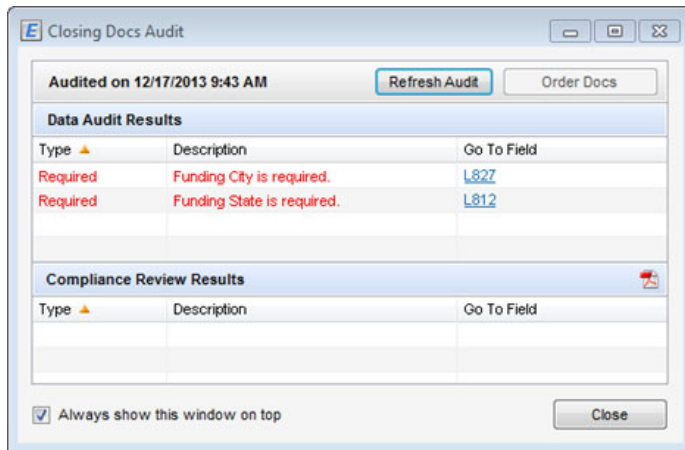 E Closing Docs Audit
Audited on 12/17/2013 9:43 AM Refresh Audit Order Docs
Data Audit Results
Type Description Go To Field
Required Funding City is required. L827
Required Funding State is required. L812
Compliance Review Results
Type Description Go To Field
Always show this window on top Close